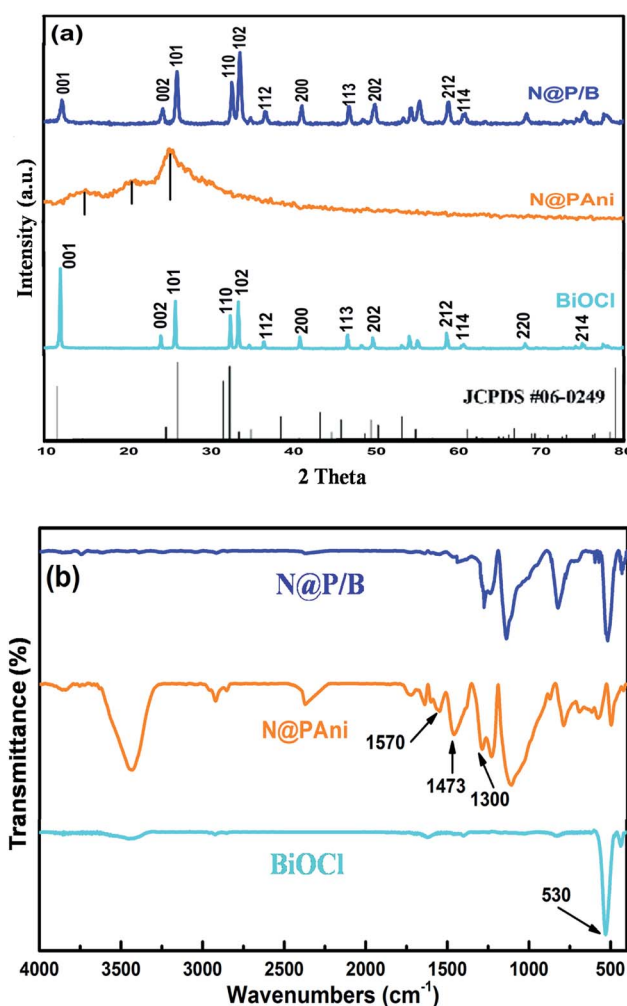 (a)
001
002
101
110
102
112
200
113
202
212
114
N@P/B
N@PAni
001
002
101
110
102
112
200
113
202
212
114
220
214
BiOCl
JCPDS #06-0249
Intensity (a.u.)
10 20 30 40 50 60 70 80
2 Theta
(b)
N@P/B
N@PAni
1570
1473
1300
BiOCl
530
Transmittance (%)
4000 3500 3000 2500 2000 1500 1000 500
Wavenumbers (cm⁻¹)